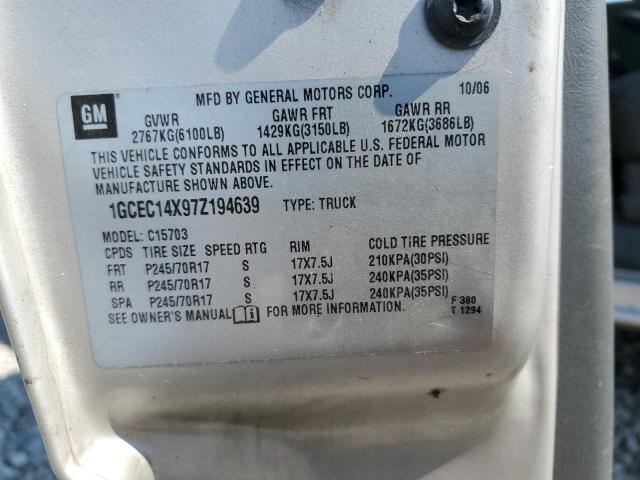 MFD BY GENERAL MOTORS CORP. 10/06
GM
GVWR GAWR FRT GAWR RR
2767KG(6100LB) 1429KG(3150LB) 1672KG(3686LB)
THIS VEHICLE CONFORMS TO ALL APPLICABLE U.S. FEDERAL MOTOR
VEHICLE SAFETY STANDARDS IN EFFECT ON THE DATE OF
MANUFACTURE SHOWN ABOVE.
1GCEC14X97Z194639 TYPE: TRUCK
MODEL: C15703
CPDS TIRE SIZE SPEED RTG RIM COLD TIRE PRESSURE
FRT P245/70R17 S 17X7.5J 210KPA(30PSI)
RR P245/70R17 S 17X7.5J 240KPA(35PSI)
SPA P245/70R17 S 17X7.5J 240KPA(35PSI)
SEE OWNER'S MANUAL FOR MORE INFORMATION.
F 380
T 1294